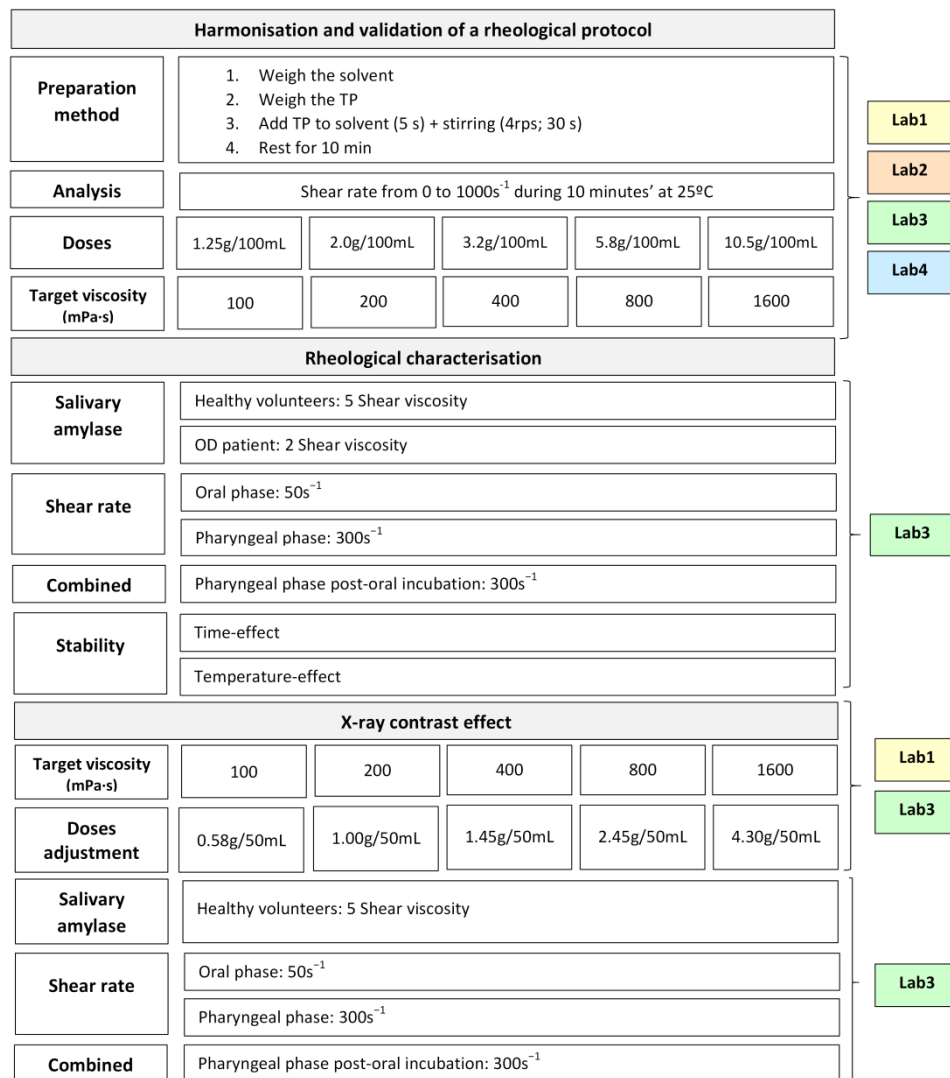 Harmonisation and validation of a rheological protocol
Preparation
method
1. Weigh the solvent
2. Weigh the TP
3. Add TP to solvent (5 s) + stirring (4rps; 30 s)
4. Rest for 10 min
Analysis
Shear rate from 0 to 1000s⁻¹ during 10 minutes’ at 25ºC
Doses
1.25g/100mL
2.0g/100mL
3.2g/100mL
5.8g/100mL
10.5g/100mL
Target viscosity
(mPa·s)
100
200
400
800
1600
Lab1
Lab2
Lab3
Lab4
Rheological characterisation
Salivary
amylase
Healthy volunteers: 5 Shear viscosity
OD patient: 2 Shear viscosity
Shear rate
Oral phase: 50s⁻¹
Pharyngeal phase: 300s⁻¹
Combined
Pharyngeal phase post-oral incubation: 300s⁻¹
Stability
Time-effect
Temperature-effect
Lab3
X-ray contrast effect
Target viscosity
(mPa·s)
100
200
400
800
1600
Doses
adjustment
0.58g/50mL
1.00g/50mL
1.45g/50mL
2.45g/50mL
4.30g/50mL
Lab1
Lab3
Salivary
amylase
Healthy volunteers: 5 Shear viscosity
Shear rate
Oral phase: 50s⁻¹
Pharyngeal phase: 300s⁻¹
Combined
Pharyngeal phase post-oral incubation: 300s⁻¹
Lab3